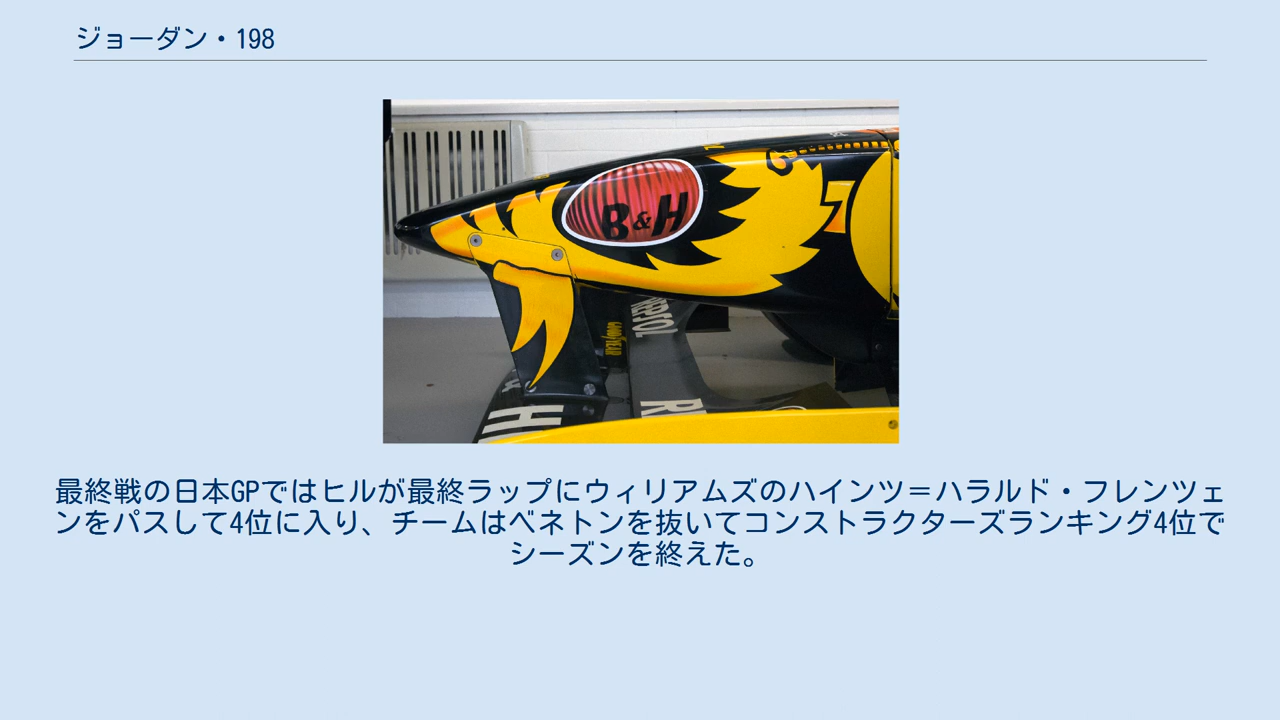 ジョーダン・198
B&H
GOODYEAR
最終戦の日本GPではヒルが最終ラップにウィリアムズのハインツ＝ハラルド・フレンツェ
ンをパスして4位に入り、チームはベネトンを抜いてコンストラクターズランキング4位で
シーズンを終えた。